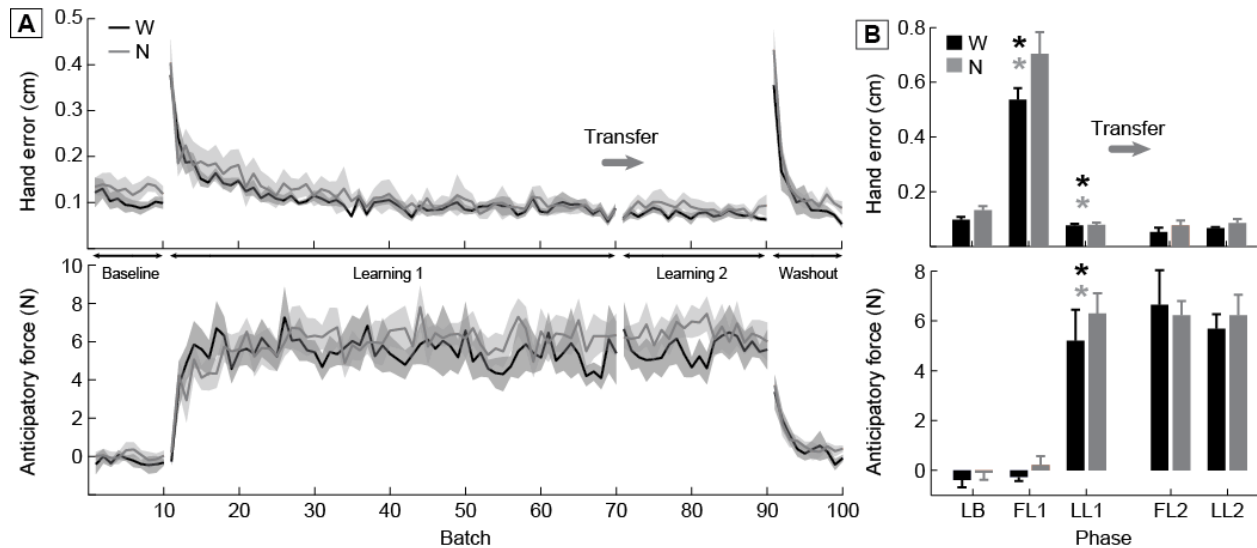 A
W
N
Hand error (cm)
0.5
0.4
0.3
0.2
0.1
Transfer
Baseline
Learning 1
Learning 2
Washout
Anticipatory force (N)
10
8
6
4
2
0
10
20
30
40
50
60
70
80
90
100
Batch
B
W
N
Hand error (cm)
0.8
0.6
0.4
0.2
*
*
*
*
Transfer
Anticipatory force (N)
8
6
4
2
0
*
*
LB
FL1
LL1
FL2
LL2
Phase